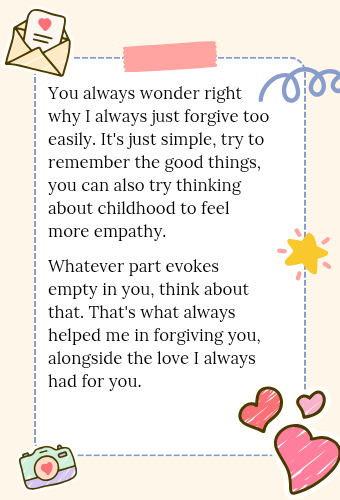 You always wonder right
why I always just forgive too
easily. It's just simple, try to
remember the good things,
you can also try thinking
about childhood to feel
more empathy.
Whatever part evokes
empty in you, think about
that. That's what always
helped me in forgiving you,
alongside the love I always
had for you.